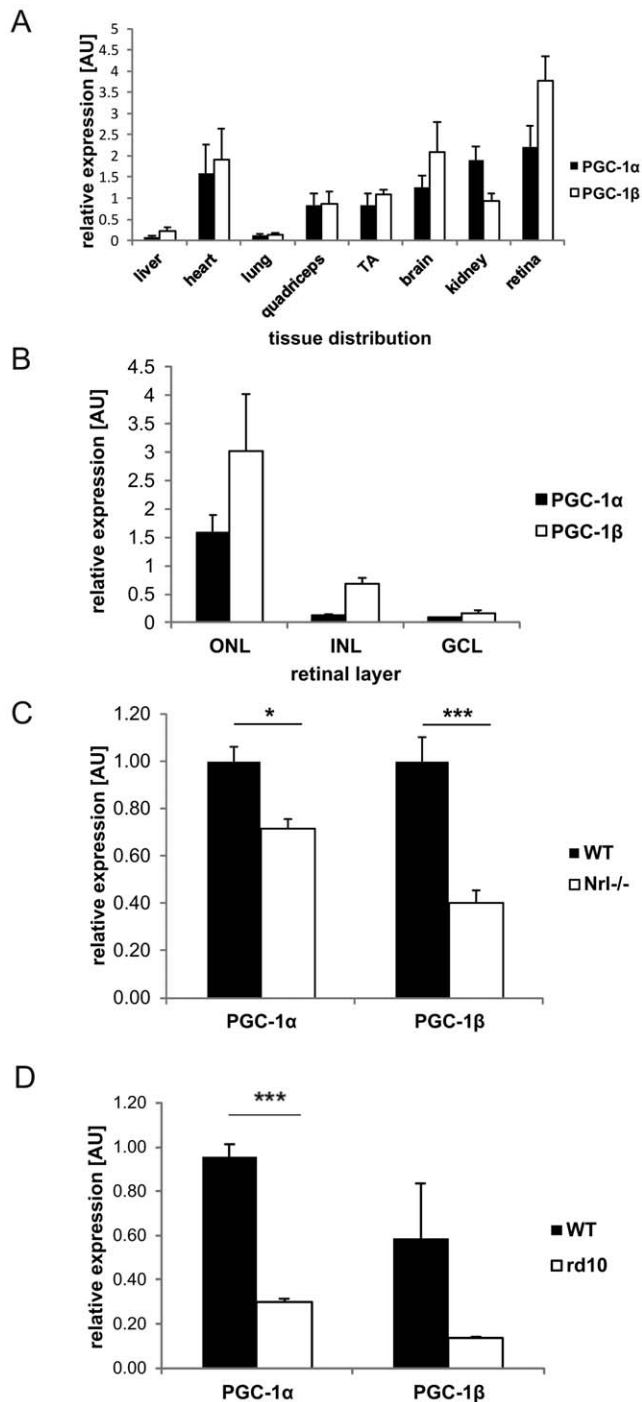 A
relative expression [AU]
5
4.5
4
3.5
3
2.5
2
1.5
1
0.5
0
liver
heart
lung
quadriceps
TA
brain
kidney
retina
tissue distribution
PGC-1α
PGC-1β
B
relative expression [AU]
4.5
4
3.5
3
2.5
2
1.5
1
0.5
0
ONL INL GCL
retinal layer
PGC-1α
PGC-1β
C
relative expression [AU]
1.20
1.00
0.80
0.60
0.40
0.20
0.00
* ***
PGC-1α PGC-1β
WT
Nrl-/-
D
relative expression [AU]
1.20
1.00
0.80
0.60
0.40
0.20
0.00
***
PGC-1α PGC-1β
WT
rd10